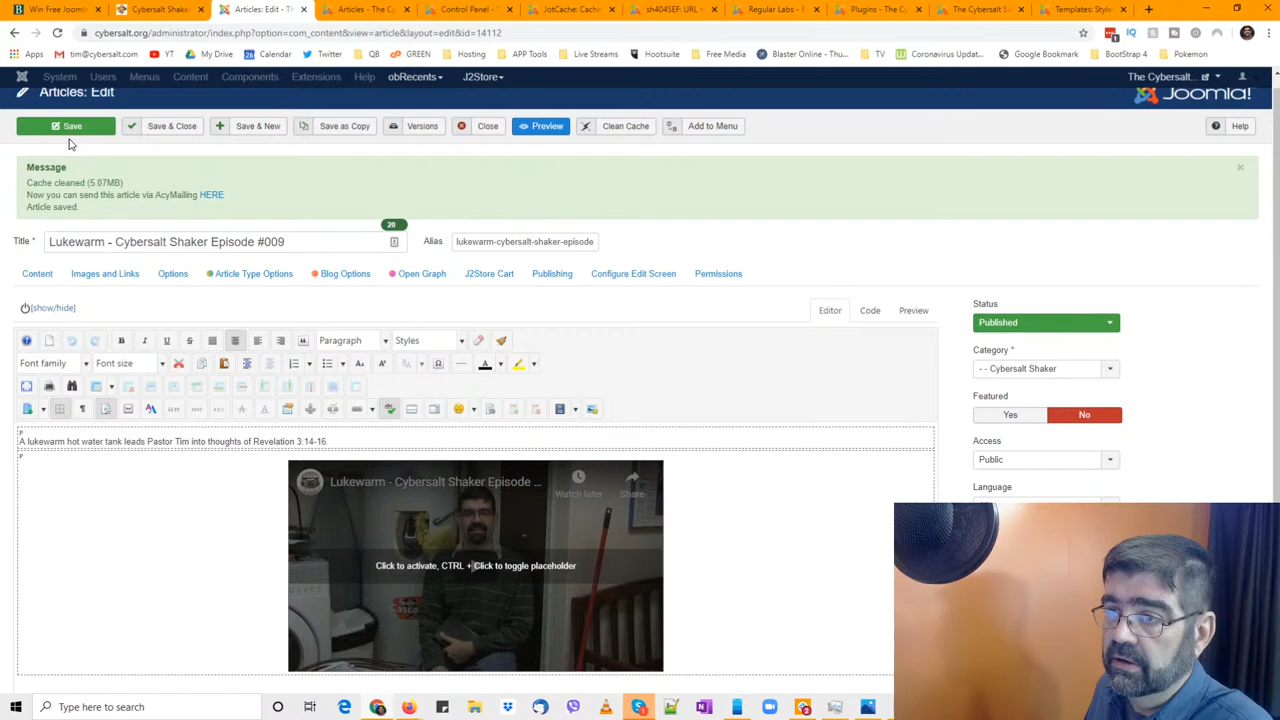 Win Free Jooml
Cybersalt Shake
Articles: Edit - T
Articles - The Cy
Control Panel - T
JotCache: Cache
sh404SEF: URL m
Regular Labs - E
Plugins - The Cy
The Cybersalt Sa
Templates: Style
cybersalt.org/administrator/index.php?option=com_content&view=article&layout=edit&id=14112
Apps
tim@cybersalt.com
YT
My Drive
Calendar
Twitter
QB
GREEN
Hosting
APP Tools
Live Streams
Hootsuite
Free Media
Blaster Online - Thu...
TV
Coronavirus Updat...
Google Bookmark
BootStrap 4
Pokemon
System
Users
Menus
Content
Components
Extensions
Help
obRecents
J2Store
The Cybersalt...
Articles: Edit
Joomla!
Save
Save & Close
Save & New
Save as Copy
Versions
Close
Preview
Clean Cache
Add to Menu
Help
Message
Cache cleaned (5.07MB)
Now you can send this article via AcyMailing HERE
Article saved.
20
Title *
Lukewarm - Cybersalt Shaker Episode #009
Alias
lukewarm-cybersalt-shaker-episode
Content
Images and Links
Options
Article Type Options
Blog Options
Open Graph
J2Store Cart
Publishing
Configure Edit Screen
Permissions
[show/hide]
Editor
Code
Preview
Paragraph
Styles
Font family
Font size
P
A lukewarm hot water tank leads Pastor Tim into thoughts of Revelation 3:14-16.
P
Lukewarm - Cybersalt Shaker Episode ...
Watch later
Share
Click to activate, CTRL + Click to toggle placeholder
Status
Published
Category *
- - Cybersalt Shaker
Featured
Yes
No
Access
Public
Language
Type here to search